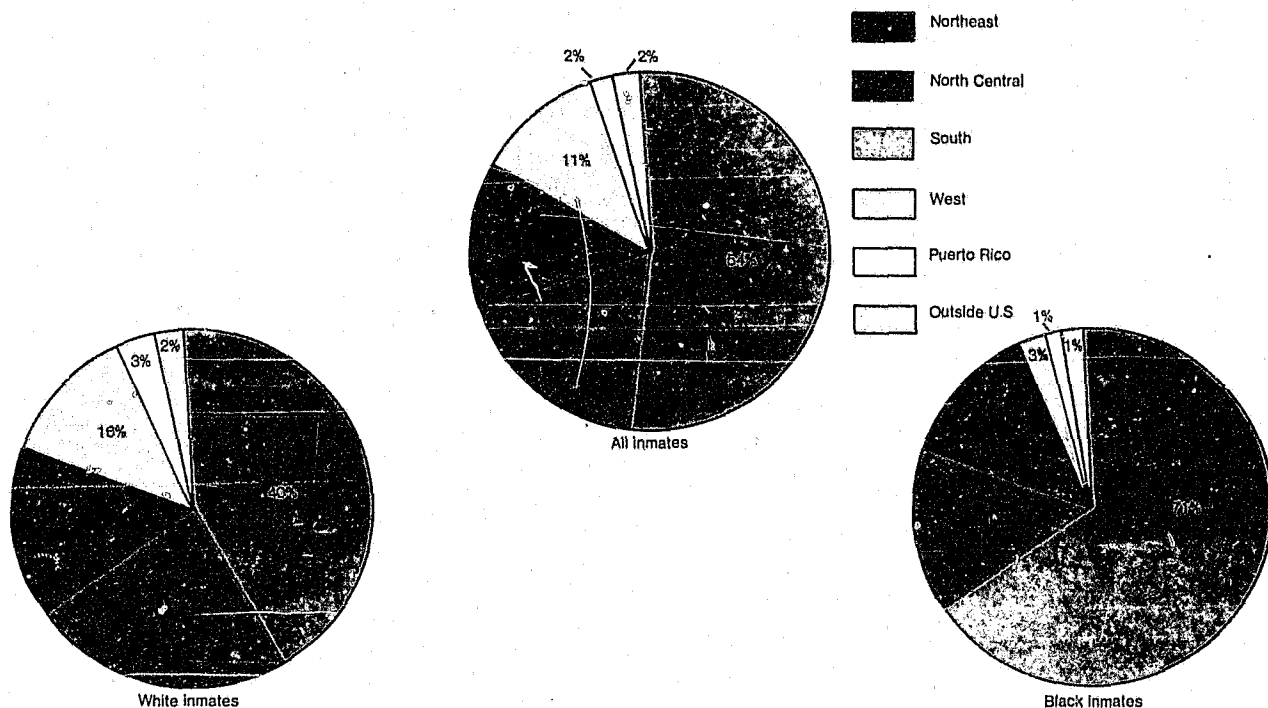 Northeast
North Central
South
West
Puerto Rico
Outside U.S
2%
2%
11%
64%
All Inmates
3%
2%
16%
White Inmates
1%
3%
1%
Black Inmates